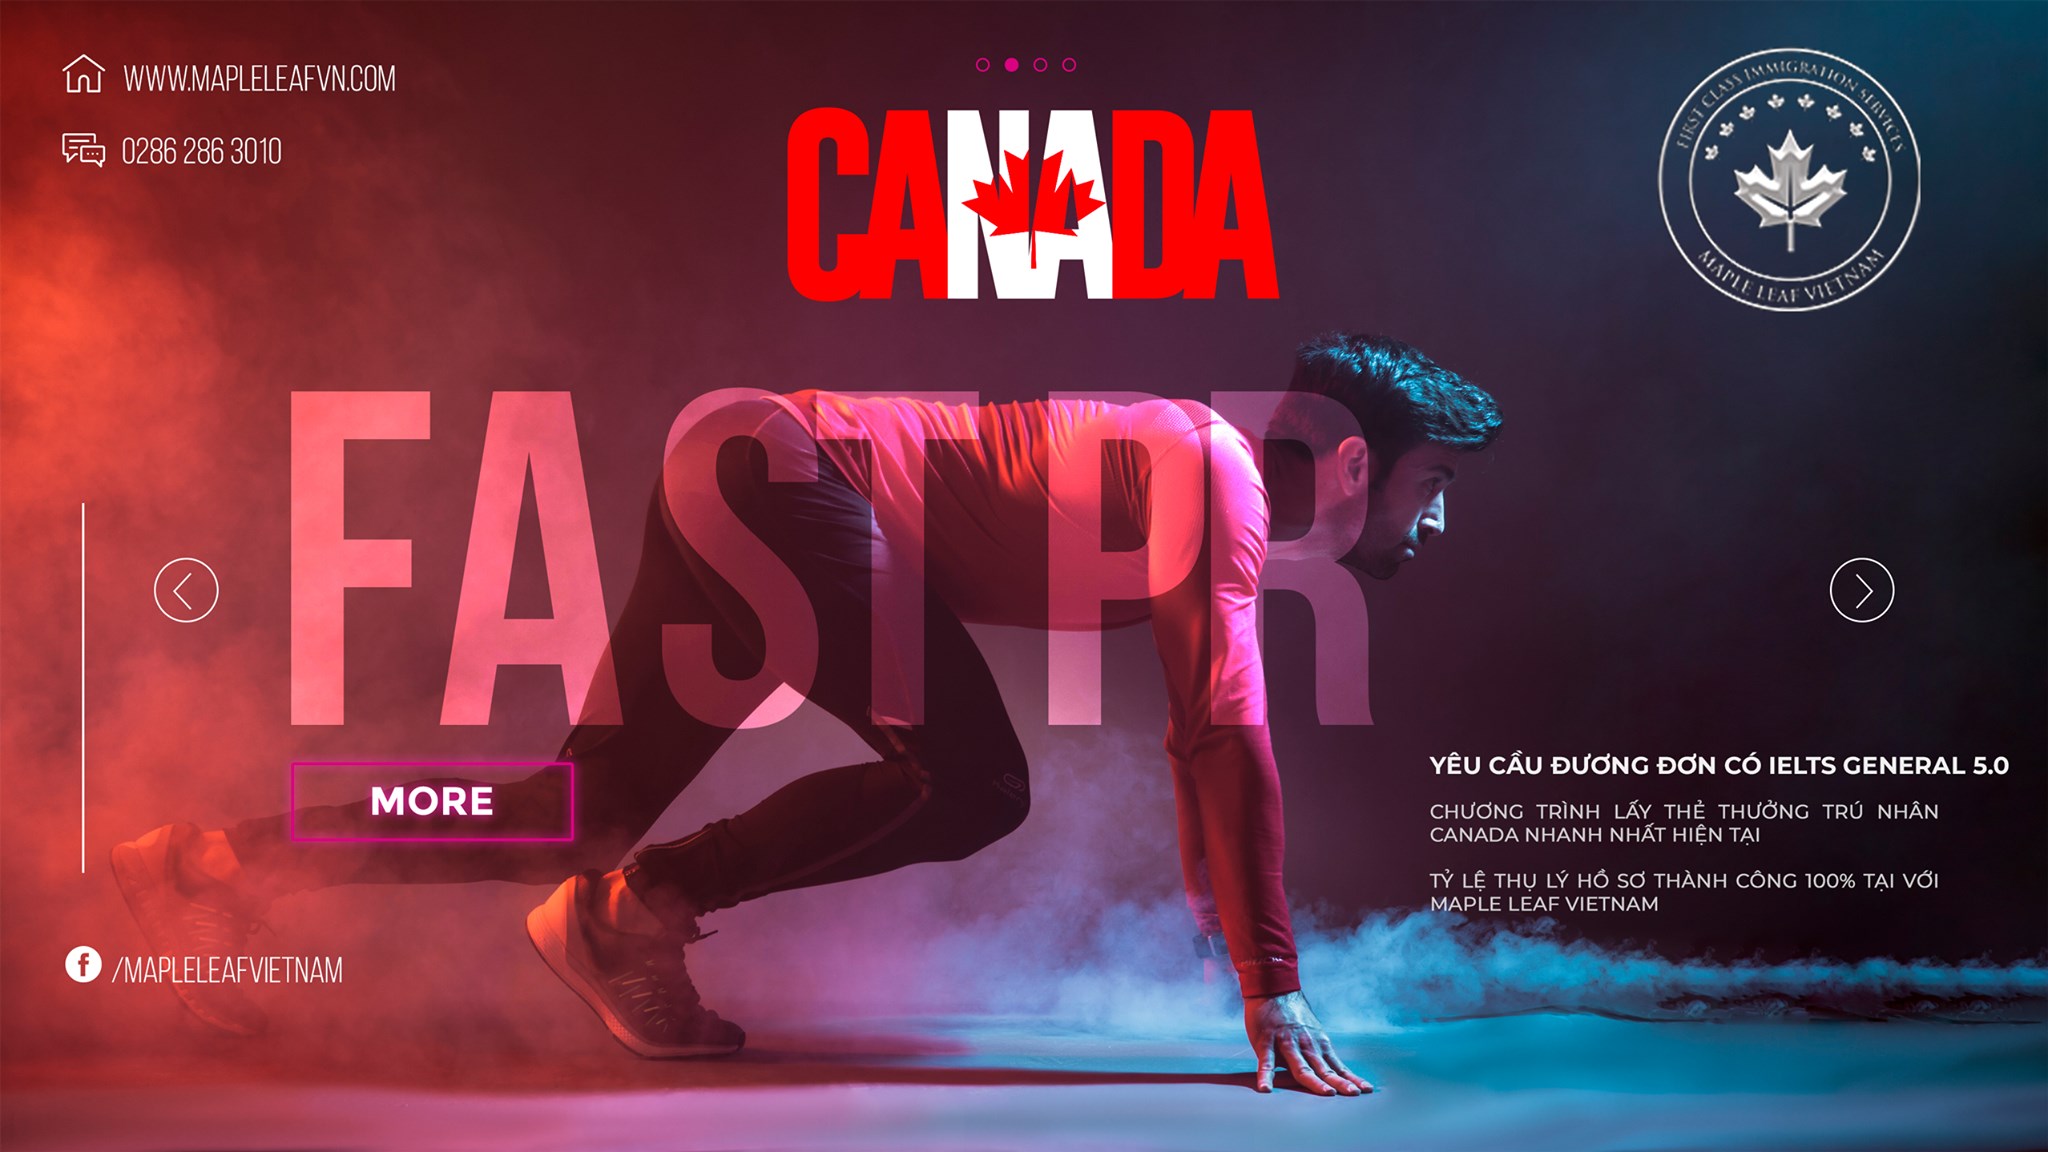 WWW.MAPLELEAFVN.COM
0286 286 3010
CANADA
FIRST CLASS IMMIGRATION SERVICES
MAPLE LEAF VIETNAM
FAST PR
MORE
YÊU CẦU ĐƯƠNG ĐƠN CÓ IELTS GENERAL 5.0
CHƯƠNG TRÌNH LẤY THẺ THƯỞNG TRÚ NHÂN
CANADA NHANH NHẤT HIỆN TẠI
TỶ LỆ THỤ LÝ HỒ SƠ THÀNH CÔNG 100% TẠI VỚI
MAPLE LEAF VIETNAM
f /MAPLELEAFVIETNAM